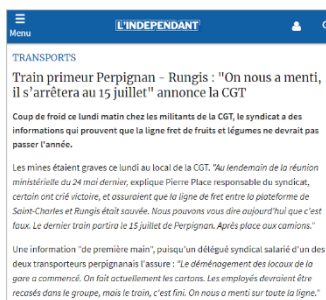 Menu
L'INDEPENDANT
TRANSPORTS
Train primeur Perpignan - Rungis : "On nous a menti,
il s'arrêtera au 15 juillet" annonce la CGT
Coup de froid ce lundi matin chez les militants de la CGT, le syndicat a des
informations qui prouvent que la ligne fret de fruits et légumes ne devrait pas
passer l'année.
Les mines étaient graves ce lundi au local de la CGT. "Au lendemain de la réunion
ministérielle du 24 mai dernier, explique Pierre Place responsable du syndicat,
certain ont crié victoire, et assuraient que la ligne de fret entre la plateforme de
Saint-Charles et Rungis était sauvée. Nous pouvons vous dire aujourd'hui que c'est
faux. Le dernier train partira le 15 juillet de Perpignan. Après place aux camions."
Une information "de première main", puisqu'un délégué syndical salarié d'un des
deux transporteurs perpignanais l'assure : "Le déménagement des locaux de la
gare a commencé. On fait actuellement les cartons. Les employés devraient être
recasés dans le groupe, mais le train, c'est fini. On nous a menti sur toute la ligne."